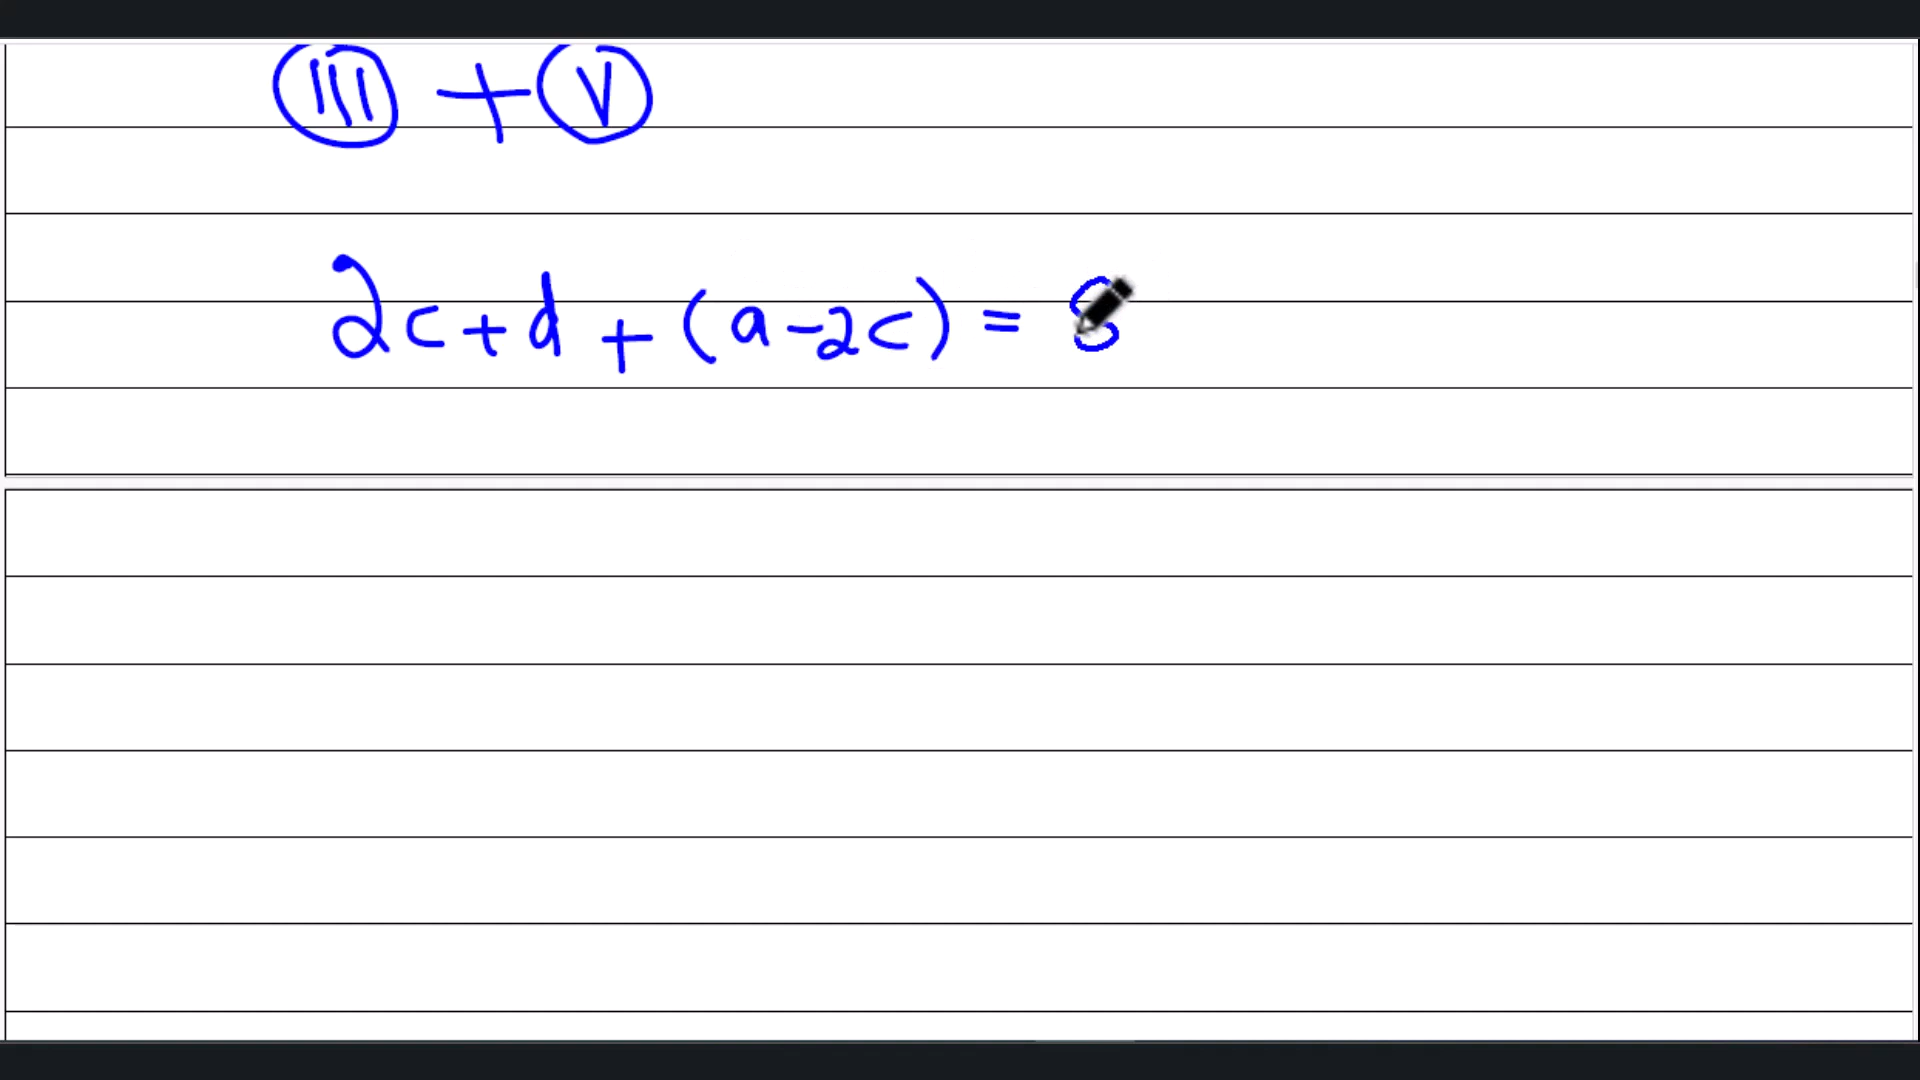 III + V
2c + d + (a - 2c) = 8